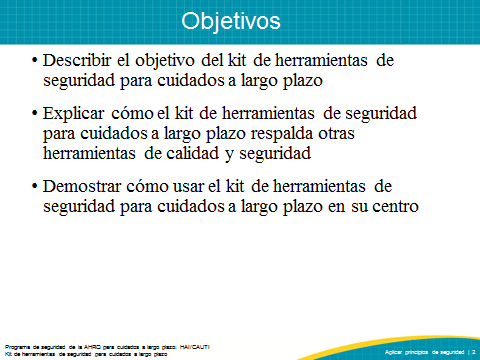 Objetivos
• Describir el objetivo del kit de herramientas de
seguridad para cuidados a largo plazo
• Explicar cómo el kit de herramientas de seguridad
para cuidados a largo plazo respalda otras
herramientas de calidad y seguridad
• Demostrar cómo usar el kit de herramientas de
seguridad para cuidados a largo plazo en su centro
Programa de seguridad de la AHRQ para cuidados a largo plazo: HAI/CAUTI
Kit de herramientas de seguridad para cuidados a largo plazo
Aplicar principios de seguridad | 2